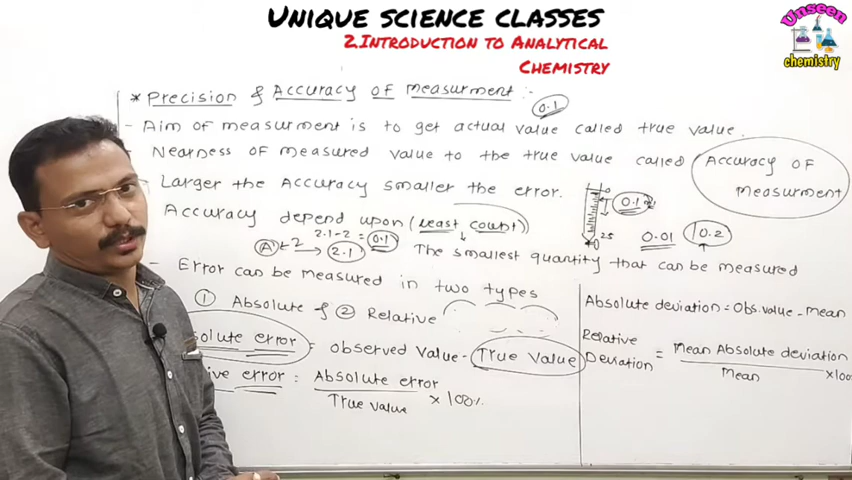 UNIQUE SCIENCE CLASSES
2.INTRODUCTION TO ANALYTICAL
CHEMISTRY
Unseen
chemistry
* Precision & Accuracy of measurment :-
0.1
- Aim of measurment is to get actual value called true value.
- Nearness of measured value to the true value called Accuracy of
measurment
- Larger the Accuracy smaller the error.
0.1
Accuracy depend upon (least count)
0.01 10.2
2.1-2 = 0.1
A 2 → 2.1
25
The smallest quantity that can be measured
- Error can be measured in two types
① Absolute & ② Relative
solute error = observed value - True value
ive error = Absolute error
True value × 100%
Absolute deviation = Obs.value - mean
Relative
Deviation = Mean Absolute deviation
mean ×100